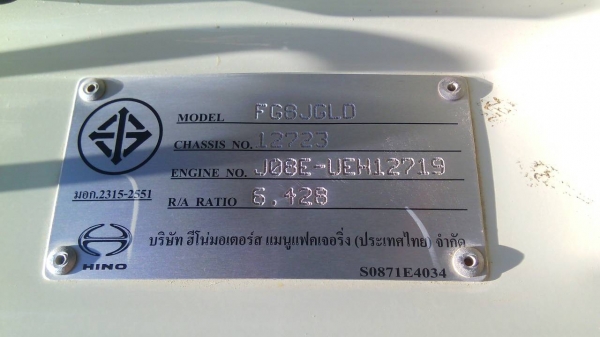 MODEL FG8JGLD
CHASSIS NO. 12723
ENGINE NO. J08E-UEH12719
มอก.2315-2551
R/A RATIO 6,428
HINO
บริษัท ฮีโน่มอเตอร์ส แมนูแฟคเจอริ่ง (ประเทศไทย) จำกัด
S0871E4034